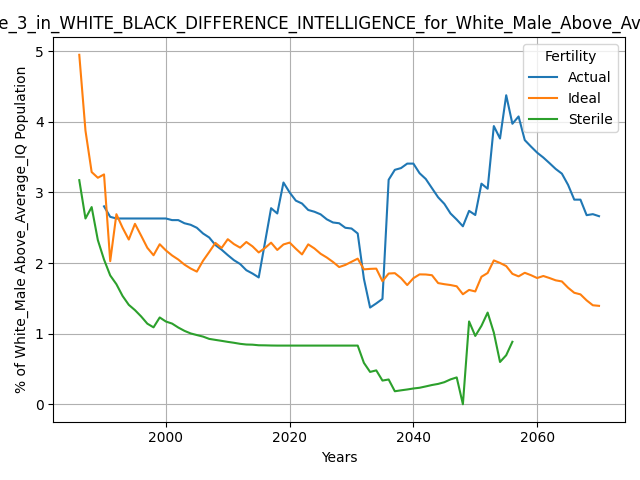 e_3_in_WHITE_BLACK_DIFFERENCE_INTELLIGENCE_for_White_Male_Above_Av
Fertility
Actual
Ideal
Sterile
% of White_Male Above_Average_IQ Population
5
4
3
2
1
0
2000 2020 2040 2060
Years